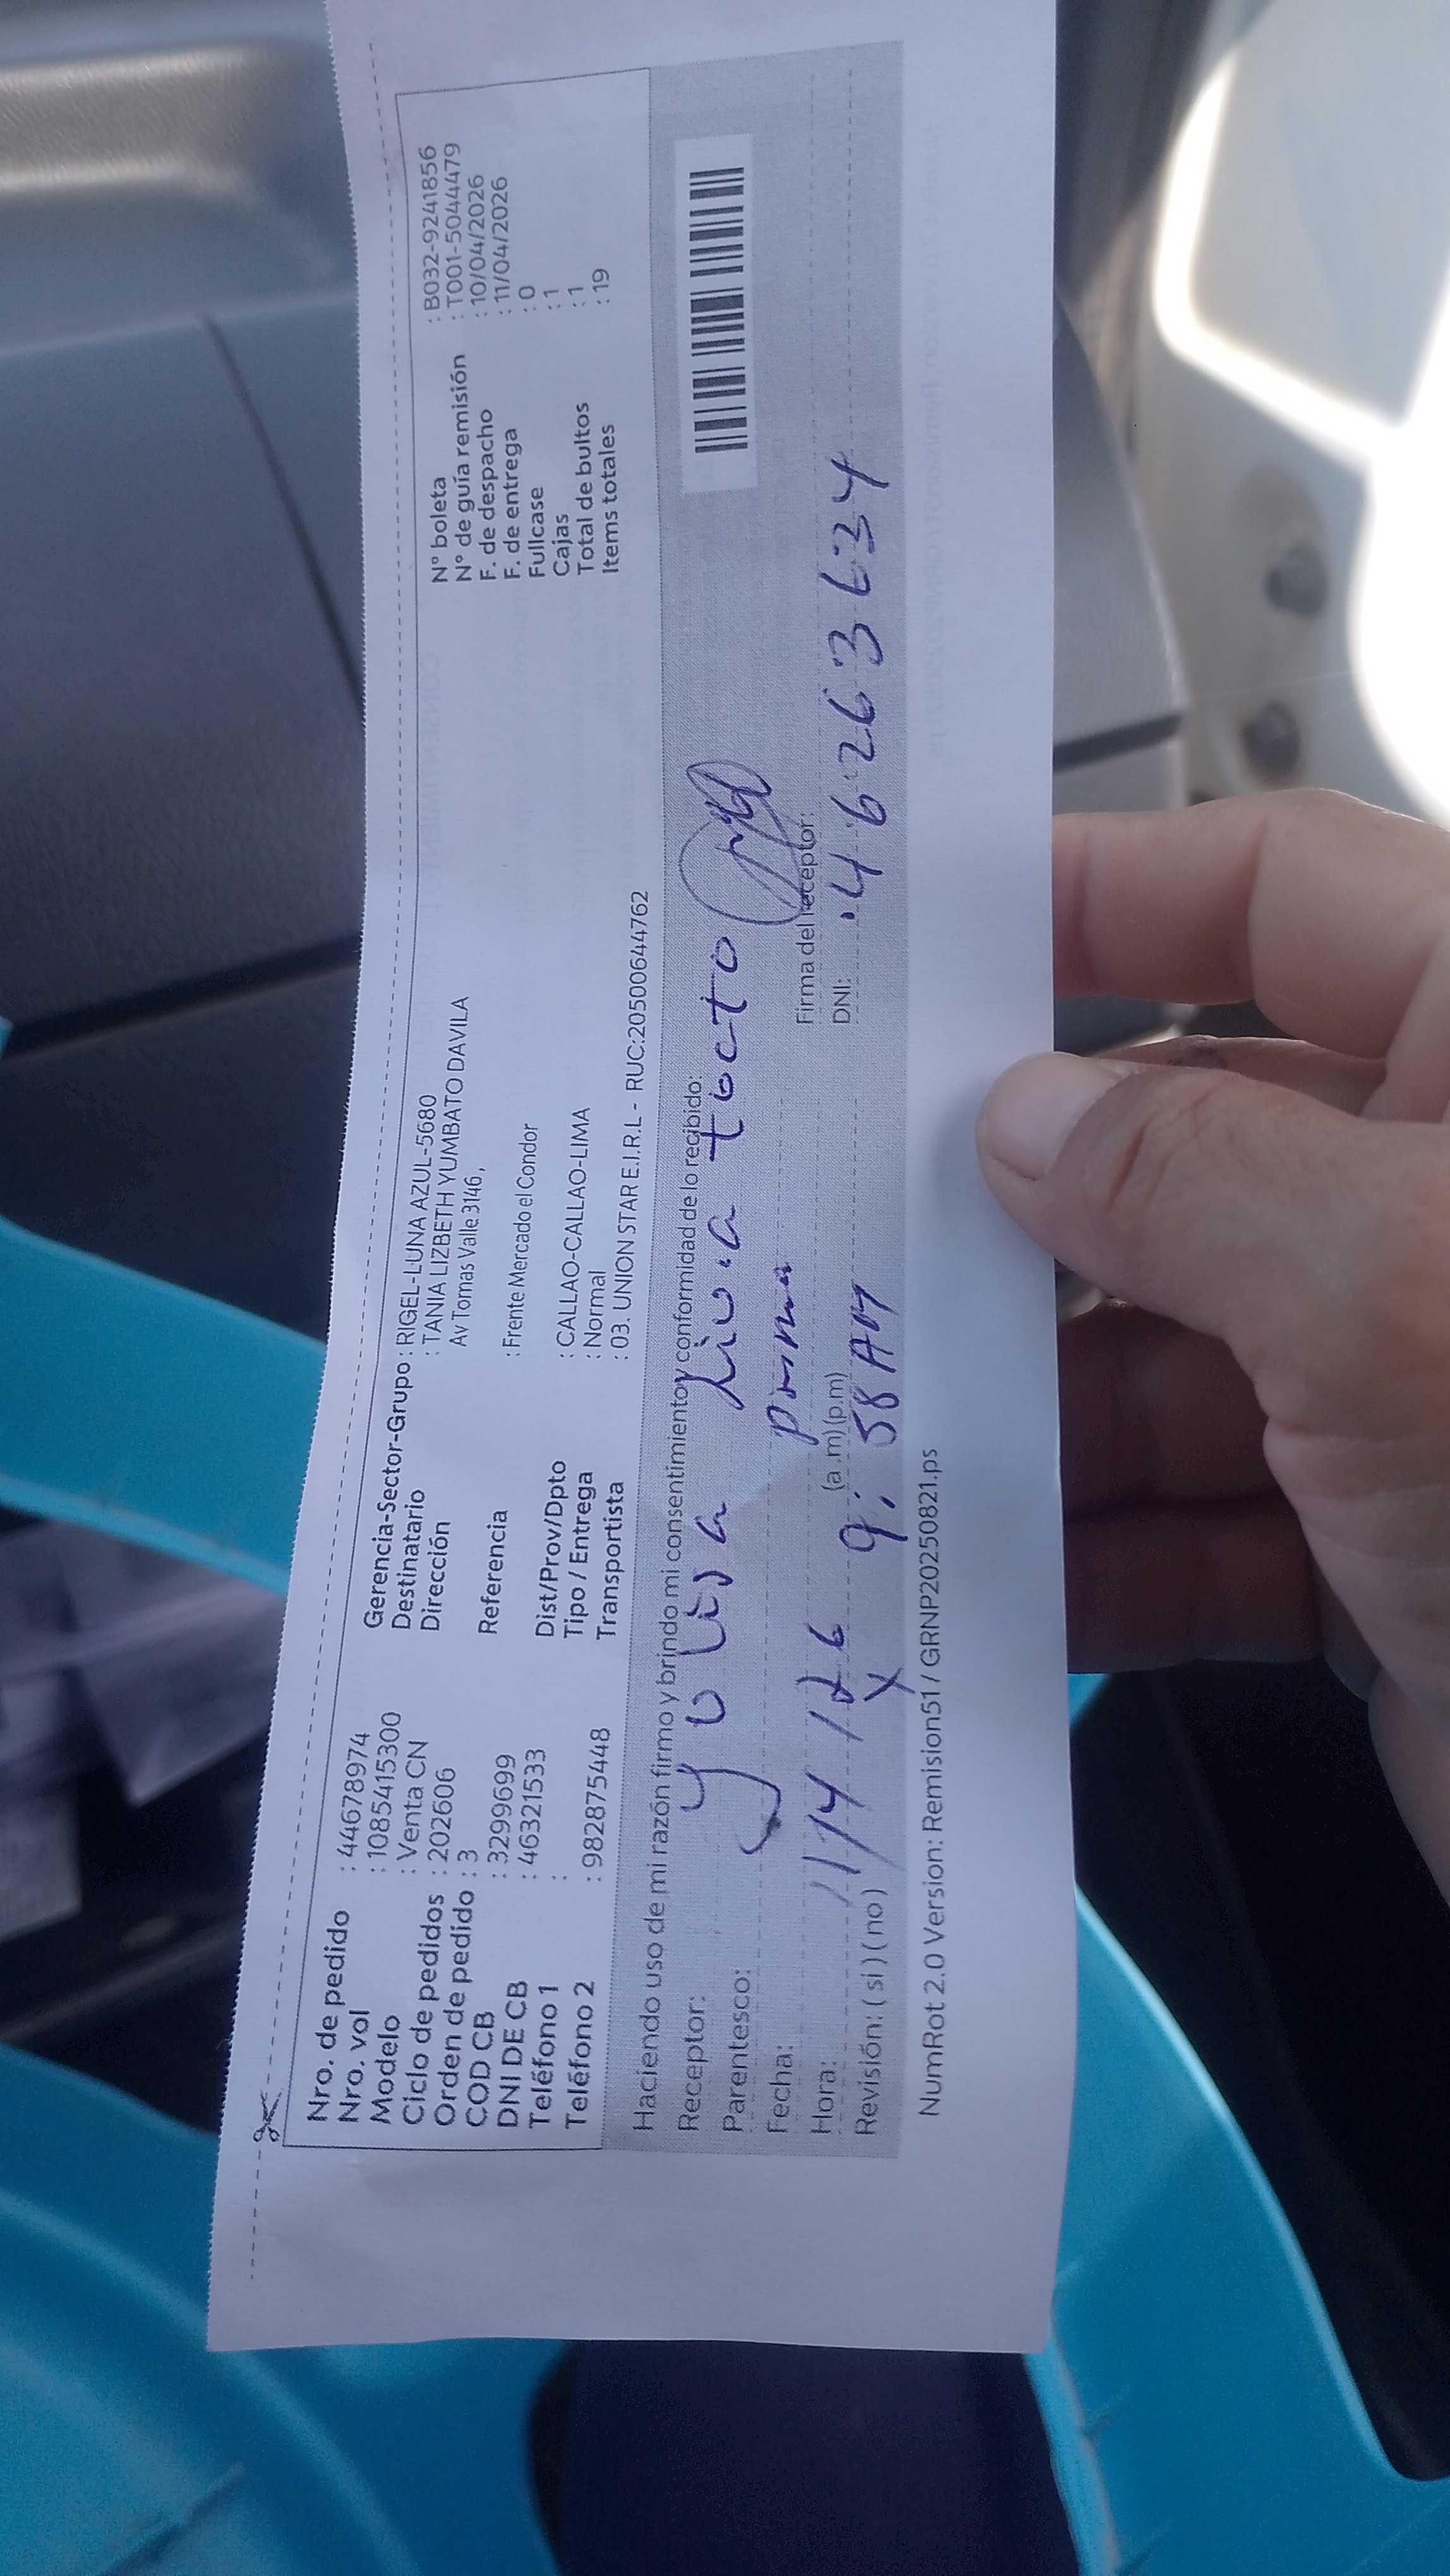 Nro. de pedido : 44678974
Nro. vol : 1085415300
Modelo : Venta CN
Ciclo de pedidos : 202606
Orden de pedido : 3
COD CB : 3299699
DNI DE CB : 46321533
Teléfono 1 :
Teléfono 2 : 982875448
Gerencia-Sector-Grupo : RIGEL-LUNA AZUL-5680
Destinatario : TANIA LIZBETH YUMBATO DAVILA
Dirección Av Tomas Valle 3146,
Referencia : Frente Mercado el Condor
Dist/Prov/Dpto : CALLAO-CALLAO-LIMA
Tipo / Entrega : Normal
Transportista : 03. UNION STAR E.I.R.L - RUC:20500644762
N° boleta : B032-9241856
N° de guía remisión : T001-5044479
F. de despacho : 10/04/2026
F. de entrega : 11/04/2026
Fullcase : 0
Cajas : 1
Total de bultos : 1
Items totales : 19
Haciendo uso de mi razón firmo y brindo mi consentimiento y conformidad de lo recibido:
Receptor: Livia tocto
Parentesco: prima
Fecha: 11/4/26
Hora: (a.m) (p.m) 9:58 AM
Revisión: (si) (no) X
Firma del receptor:
DNI: 46263634
NumRot 2.0 Version: Remision51 / GRNP20250821.ps